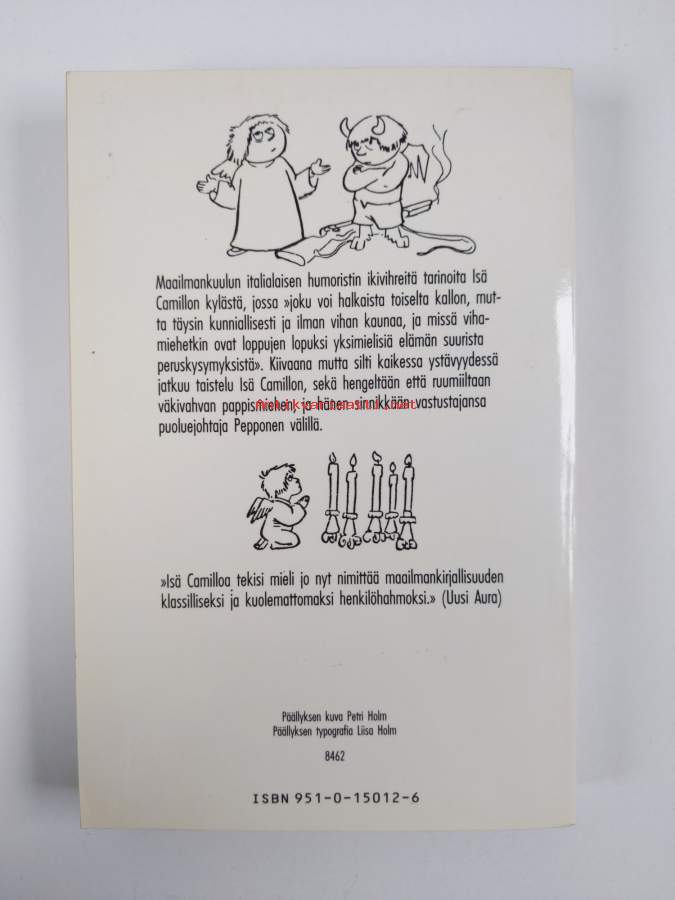 Maailmankuulun italialaisen humoristin ikivihreitä tarinoita Isä
Camillon kylästä, jossa »joku voi halkaista toiselta kallon, mut-
ta täysin kunniallisesti ja ilman vihan kaunaa, ja missä viha-
miehetkin ovat loppujen lopuksi yksimielisiä elämän suurista
peruskysymyksistä». Kiivaana mutta silti kaikessa ystävyydessä
jatkuu taistelu Isä Camillon, sekä hengeltään että ruumiiltaan
väkivahvan pappismiehen, ja hänen sinnikkään vastustajansa
puoluejohtaja Pepponen välillä.
»Isä Camilloa tekisi mieli jo nyt nimittää maailmankirjallisuuden
klassilliseksi ja kuolemattomaksi henkilöhahmoksi.» (Uusi Aura)
Päällyksen kuva Petri Holm
Päällyksen typografia Liisa Holm
8462
ISBN 951-0-15012-6